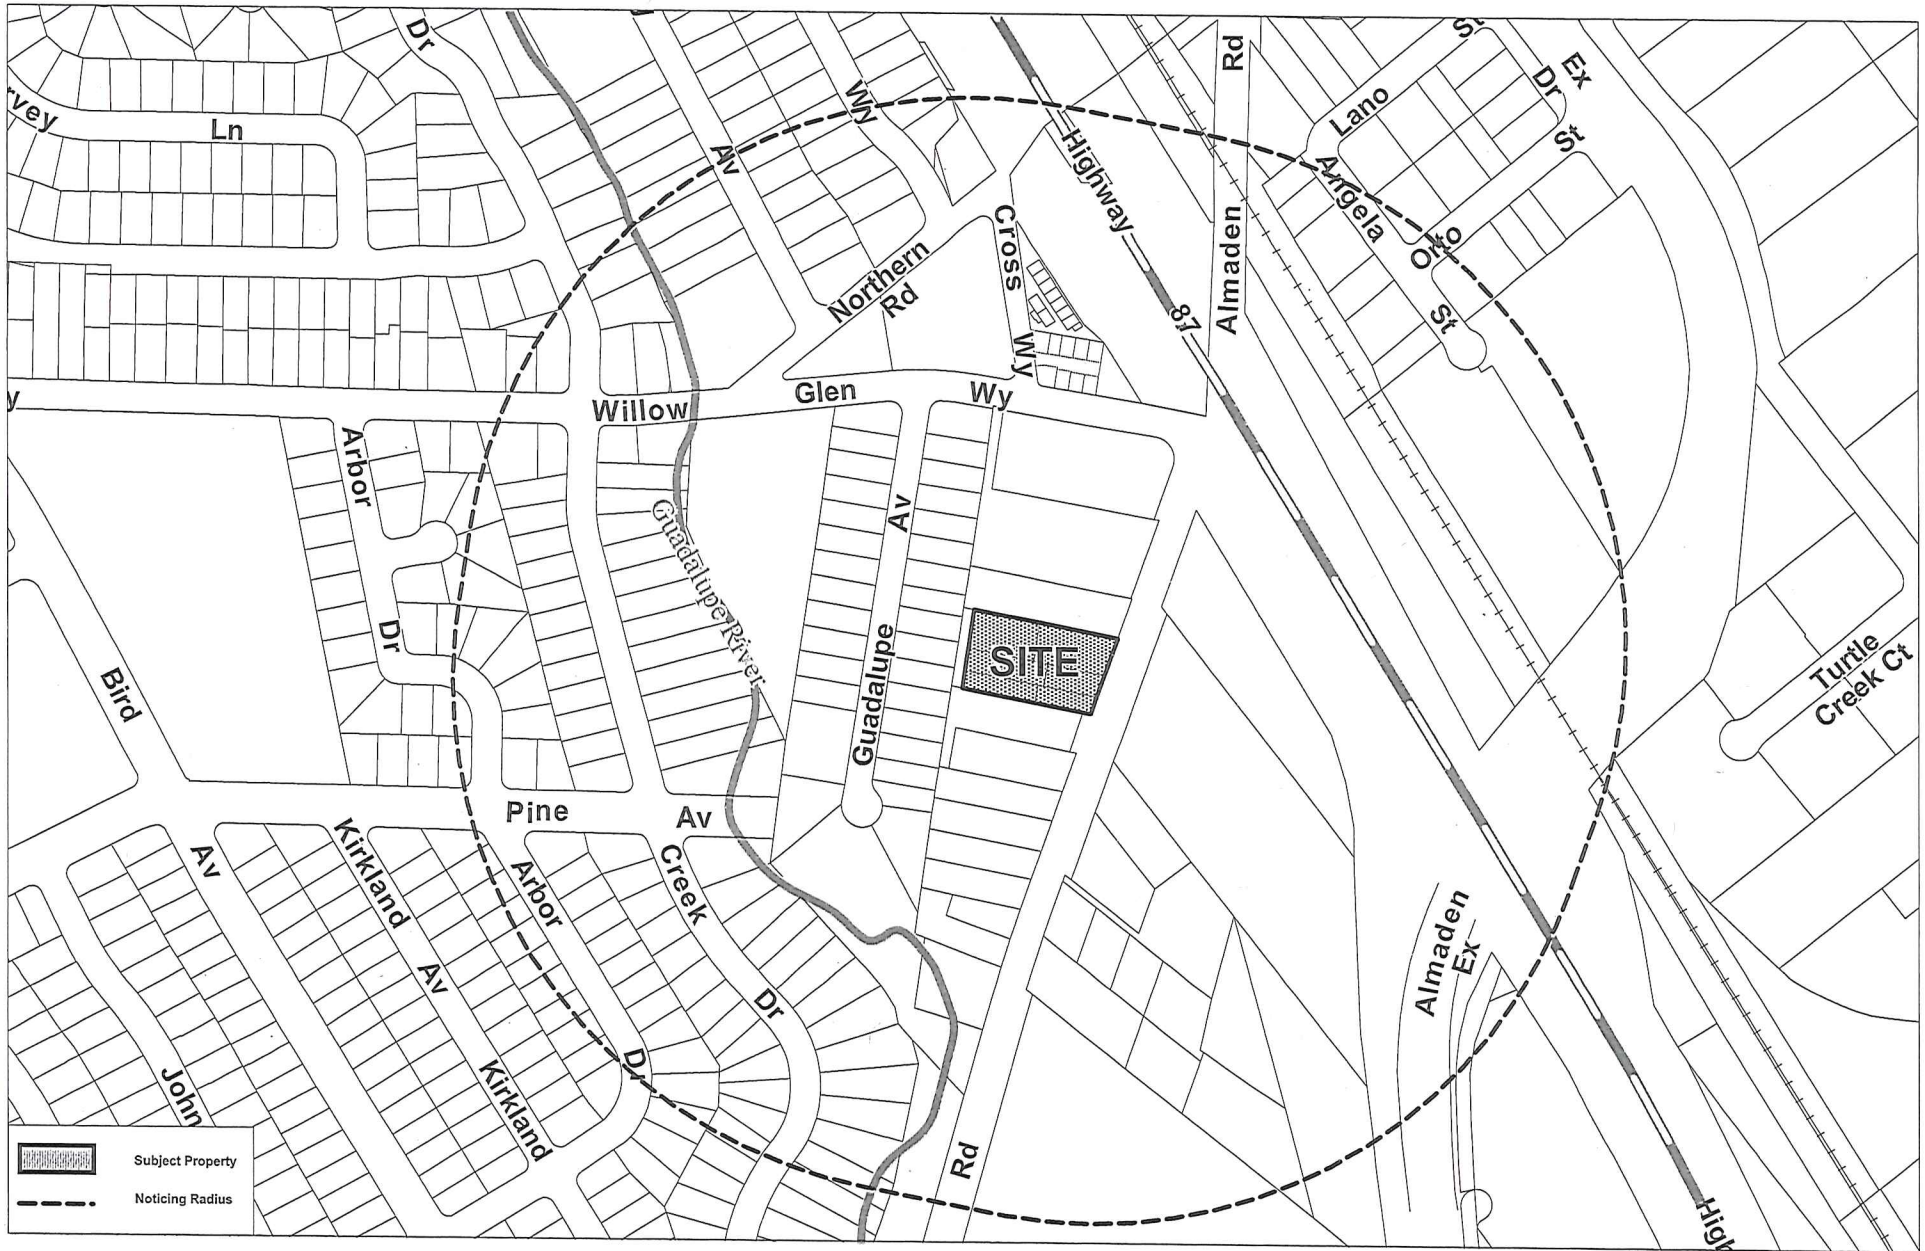 Dr
Wy
Rd
St
Ex
Dr
rvey
Ln
Av
Highway
Lano
St
Almaden
Angela
Orto
St
Northern
Rd
Cross
Wy
87
y
Willow
Glen
Wy
Arbor
Dr
Guadalupe River
Av
Guadalupe
SITE
Bird
Turtle
Creek Ct
Pine
Av
Av
Kirkland
Av
Kirkland
Arbor
Creek
Dr
Almaden
Ex
John
Rd
High
Subject Property
Noticing Radius